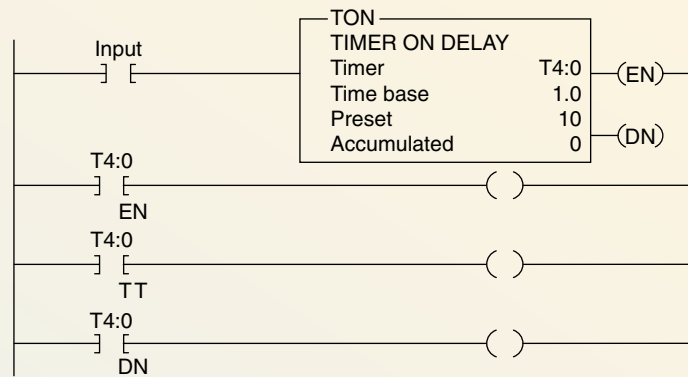 TON
Input
TIMER ON DELAY
Timer T4:0
(EN)
Time base 1.0
Preset 10
(DN)
Accumulated 0
T4:0
EN
T4:0
TT
T4:0
DN